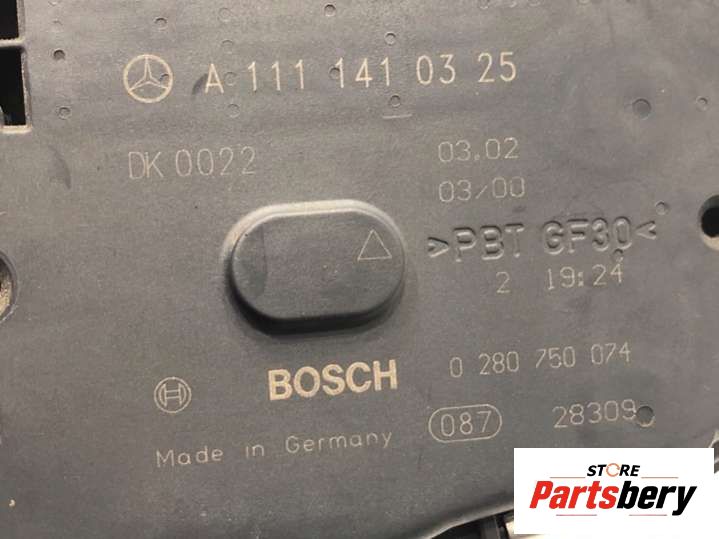 A 111 141 03 25
DK 0022
03.02
03/00
>PBT GF30<
2 19:24
BOSCH
0 280 750 074
Made in Germany
087
28309
STORE
Partsbery